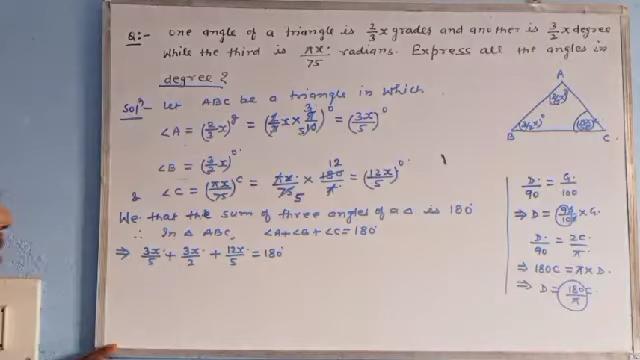 Q:- One angle of a triangle is 2/3 x grades and another is 3/2 x degree
while the third is πx/75 radians. Express all the angles in
degree ?
Solⁿ Let ABC be a triangle in which
∠A = (2/3 x)ᵍ = (2/3 x × 9/10)° = (3x/5)°
∠B = (3/2 x)°
& ∠C = (πx/75)ᶜ = πx/75 × 180/π = (12x/5)°
We that the sum of three angles of a Δ is 180°
∴ In Δ ABC, ∠A+∠B+∠C=180°
⇒ 3x/5 + 3x/2 + 12x/5 = 180°
A
B
C
D/90 = G/100
⇒ D = (90/100) × G.
D/90 = 2C/π
⇒ 180C = π × D.
⇒ D = 180C/π